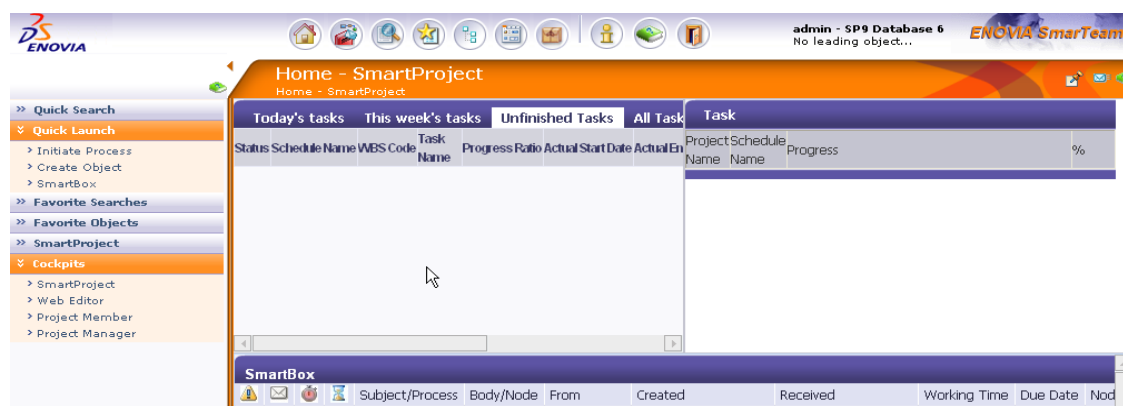 ENOVIA
admin - SP9 Database 6
No leading object...
ENOVIA SmarTeam
Home - SmartProject
Home - SmartProject
Quick Search
Quick Launch
Initiate Process
Create Object
SmartBox
Favorite Searches
Favorite Objects
SmartProject
Cockpits
SmartProject
Web Editor
Project Member
Project Manager
Today's tasks This week's tasks Unfinished Tasks All Task
Status Schedule Name WBS Code Task Name Progress Ratio Actual Start Date Actual En
Task
Project Name Schedule Name Progress %
SmartBox
Subject/Process Body/Node From Created Received Working Time Due Date Nod